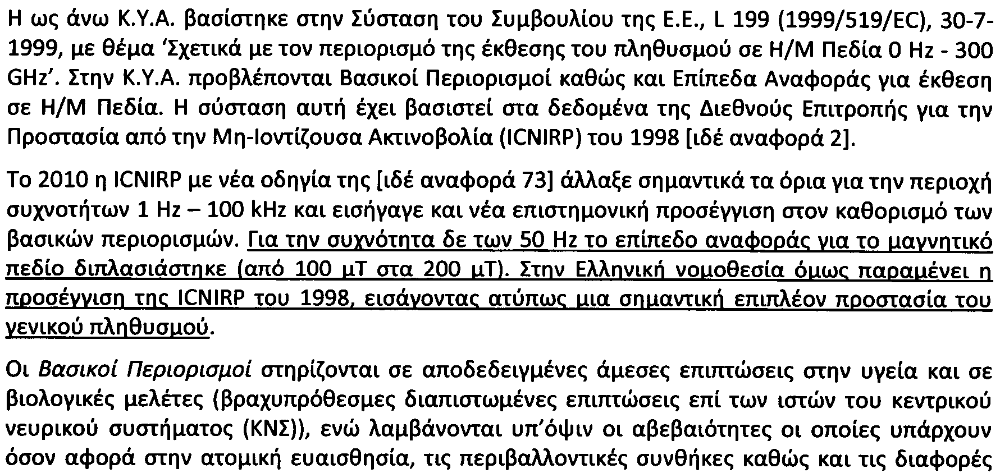 Η ως άνω Κ.Υ.Α. βασίστηκε στην Σύσταση του Συμβουλίου της Ε.Ε., L 199 (1999/519/EC), 30-7-
1999, με θέμα ‘Σχετικά με τον περιορισμό της έκθεσης του πληθυσμού σε Η/Μ Πεδία 0 Hz - 300
GHz’. Στην Κ.Υ.Α. προβλέπονται Βασικοί Περιορισμοί καθώς και Επίπεδα Αναφοράς για έκθεση
σε Η/Μ Πεδία. Η σύσταση αυτή έχει βασιστεί στα δεδομένα της Διεθνούς Επιτροπής για την
Προστασία από την Μη-Ιοντίζουσα Ακτινοβολία (ICNIRP) του 1998 [ιδέ αναφορά 2].
Το 2010 η ICNIRP με νέα οδηγία της [ιδέ αναφορά 73] άλλαξε σημαντικά τα όρια για την περιοχή
συχνοτήτων 1 Hz – 100 kHz και εισήγαγε και νέα επιστημονική προσέγγιση στον καθορισμό των
βασικών περιορισμών. Για την συχνότητα δε των 50 Hz το επίπεδο αναφοράς για το μαγνητικό
πεδίο διπλασιάστηκε (από 100 μΤ στα 200 μΤ). Στην Ελληνική νομοθεσία όμως παραμένει η
προσέγγιση της ICNIRP του 1998, εισάγοντας ατύπως μια σημαντική επιπλέον προστασία του
γενικού πληθυσμού.
Οι Βασικοί Περιορισμοί στηρίζονται σε αποδεδειγμένες άμεσες επιπτώσεις στην υγεία και σε
βιολογικές μελέτες (βραχυπρόθεσμες διαπιστωμένες επιπτώσεις επί των ιστών του κεντρικού
νευρικού συστήματος (ΚΝΣ)), ενώ λαμβάνονται υπ’όψιν οι αβεβαιότητες οι οποίες υπάρχουν
όσον αφορά στην ατομική ευαισθησία, τις περιβαλλοντικές συνθήκες καθώς και τις διαφορές